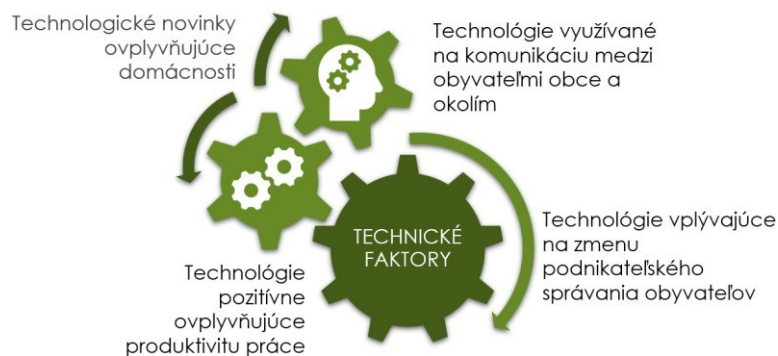 Technologické novinky
ovplyvňujúce
domácnosti
Technológie využívané
na komunikáciu medzi
obyvateľmi obce a
okolím
TECHNICKÉ
FAKTORY
Technológie vplývajúce
na zmenu
podnikateľského
správania obyvateľov
Technológie
pozitívne
ovplyvňujúce
produktivitu práce